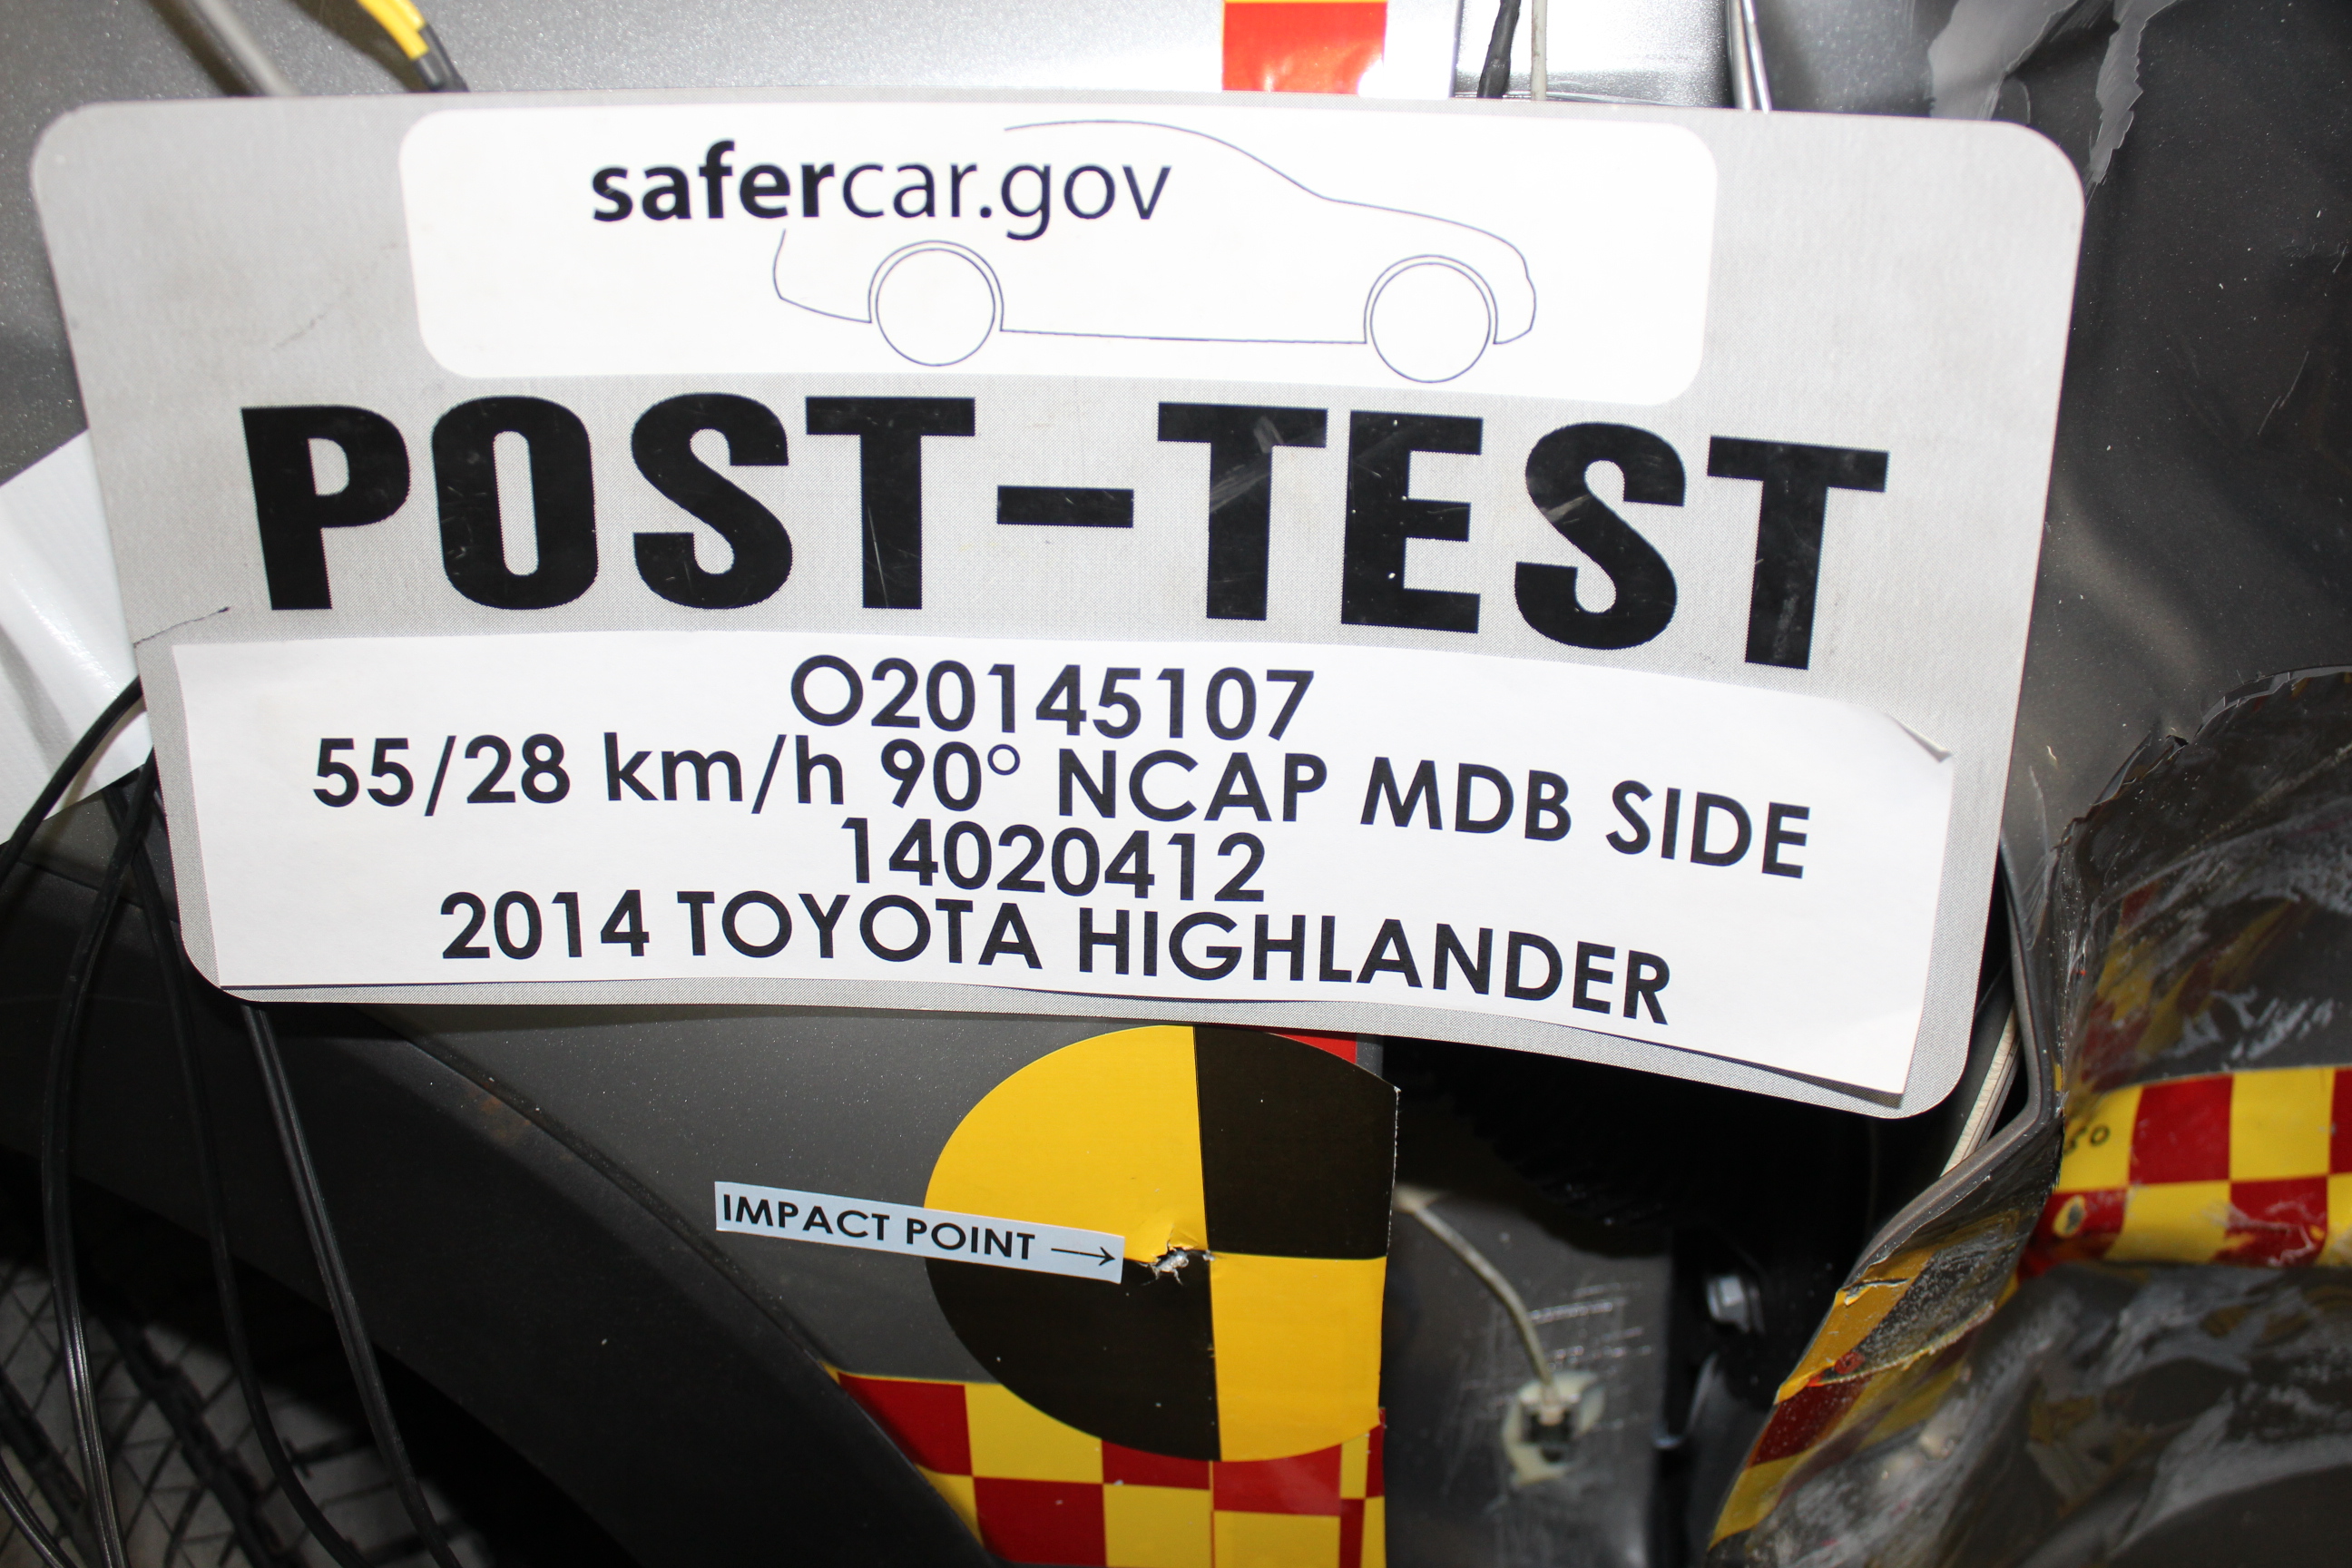 safercar.gov
POST-TEST
O20145107
55/28 km/h 90° NCAP MDB SIDE
14020412
2014 TOYOTA HIGHLANDER
IMPACT POINT →